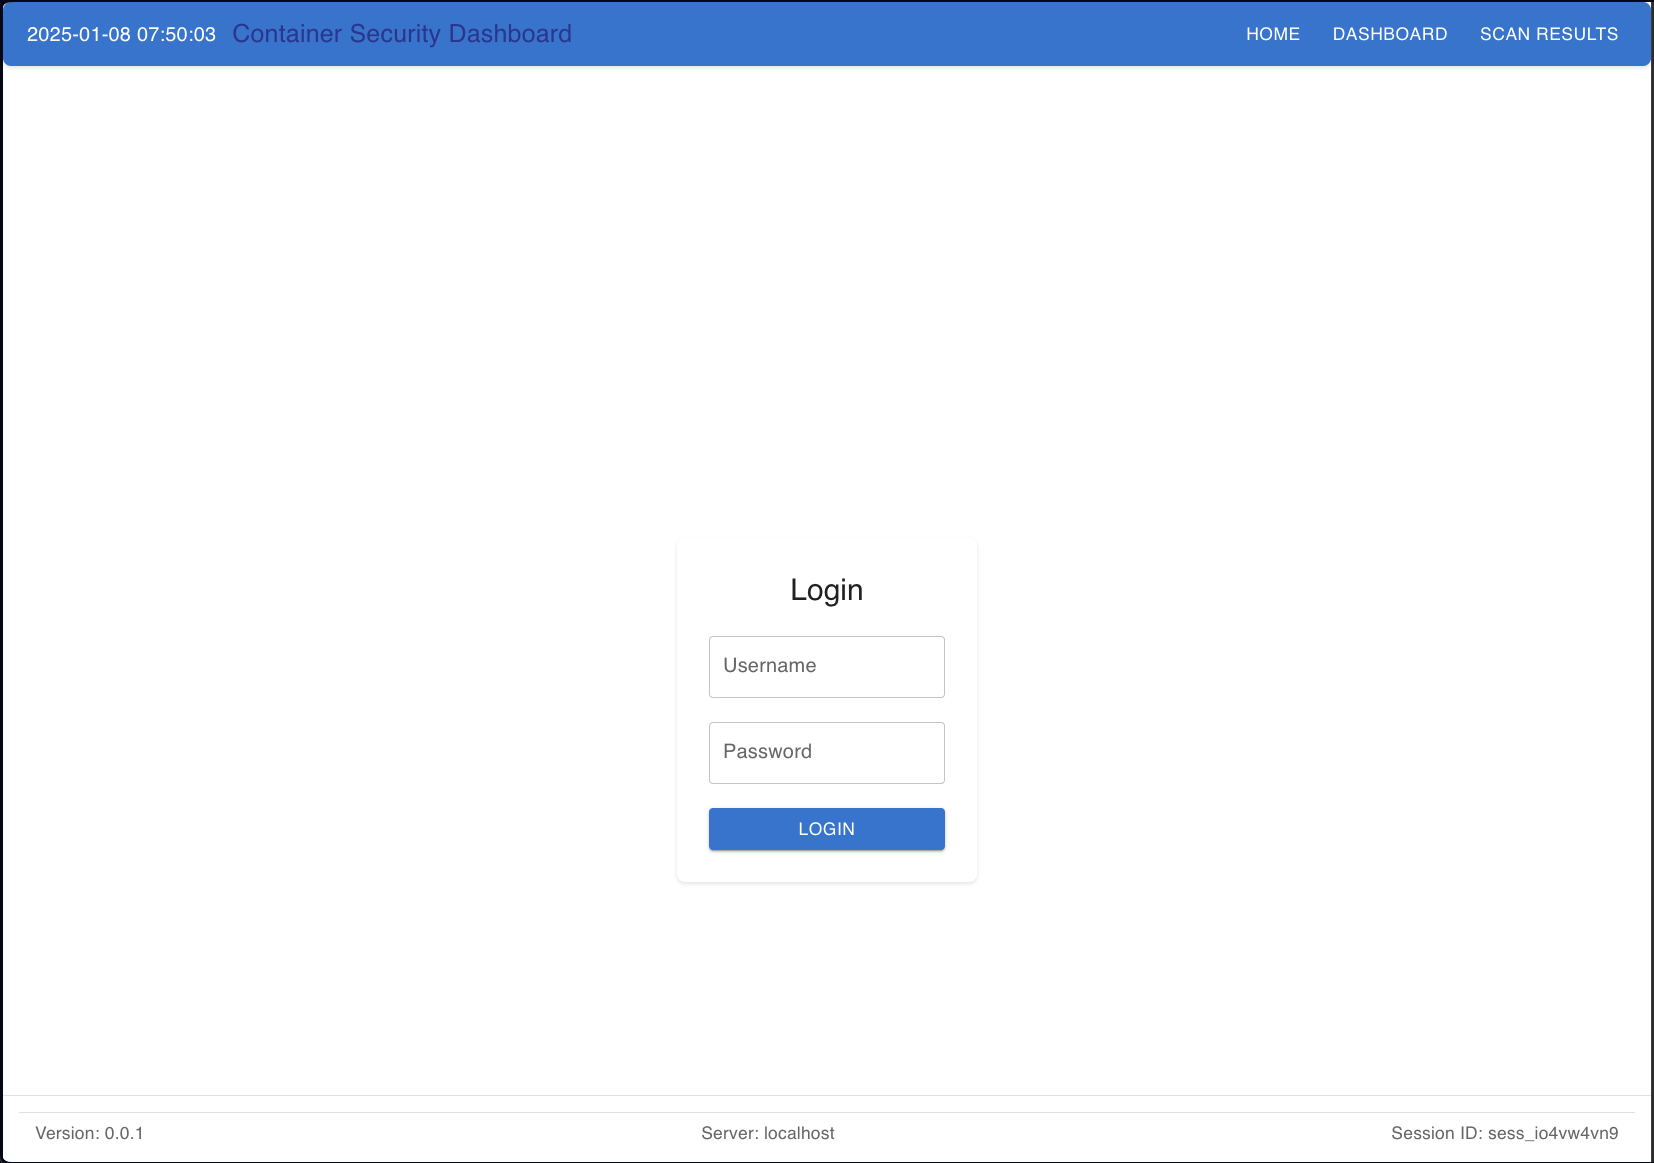 2025-01-08 07:50:03 Container Security Dashboard HOME DASHBOARD SCAN RESULTS
Login
Username
Password
LOGIN
Version: 0.0.1 Server: localhost Session ID: sess_io4vw4vn9